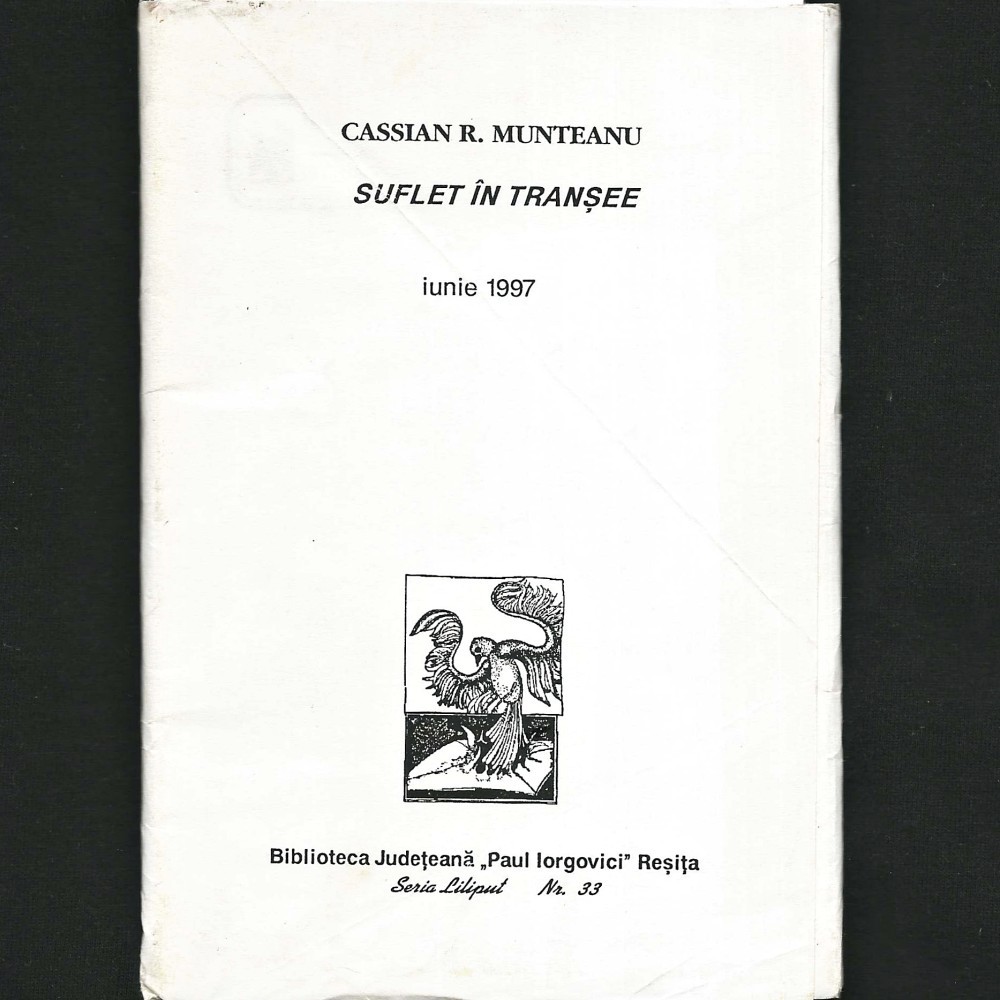 CASSIAN R. MUNTEANU
SUFLET ÎN TRANȘEE
iunie 1997
Biblioteca Județeană „Paul Iorgovici” Reșița
Seria Liliput Nr. 33